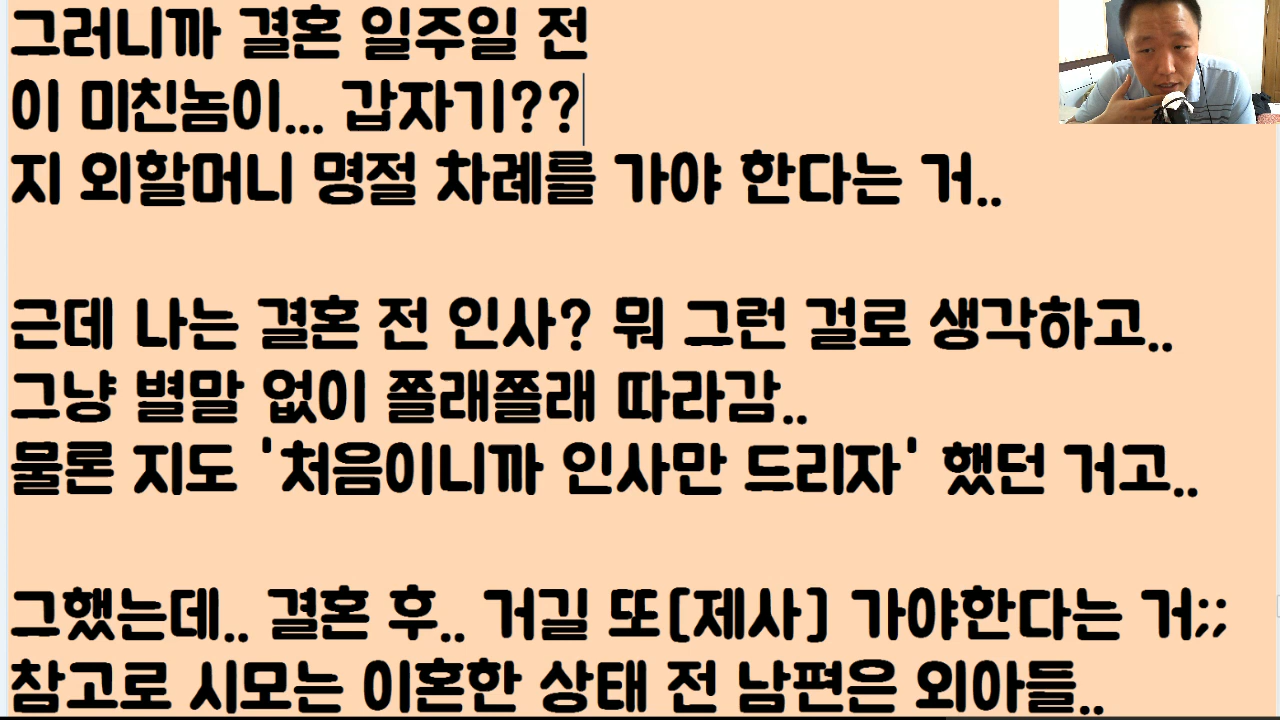 그러니까 결혼 일주일 전
이 미친놈이... 갑자기??
지 외할머니 명절 차례를 가야 한다는 거..
근데 나는 결혼 전 인사? 뭐 그런 걸로 생각하고..
그냥 별말 없이 쫄래쫄래 따라감..
물론 지도 '처음이니까 인사만 드리자' 했던 거고..
그했는데.. 결혼 후.. 거길 또(제사) 가야한다는 거;;
참고로 시모는 이혼한 상태 전 남편은 외아들..